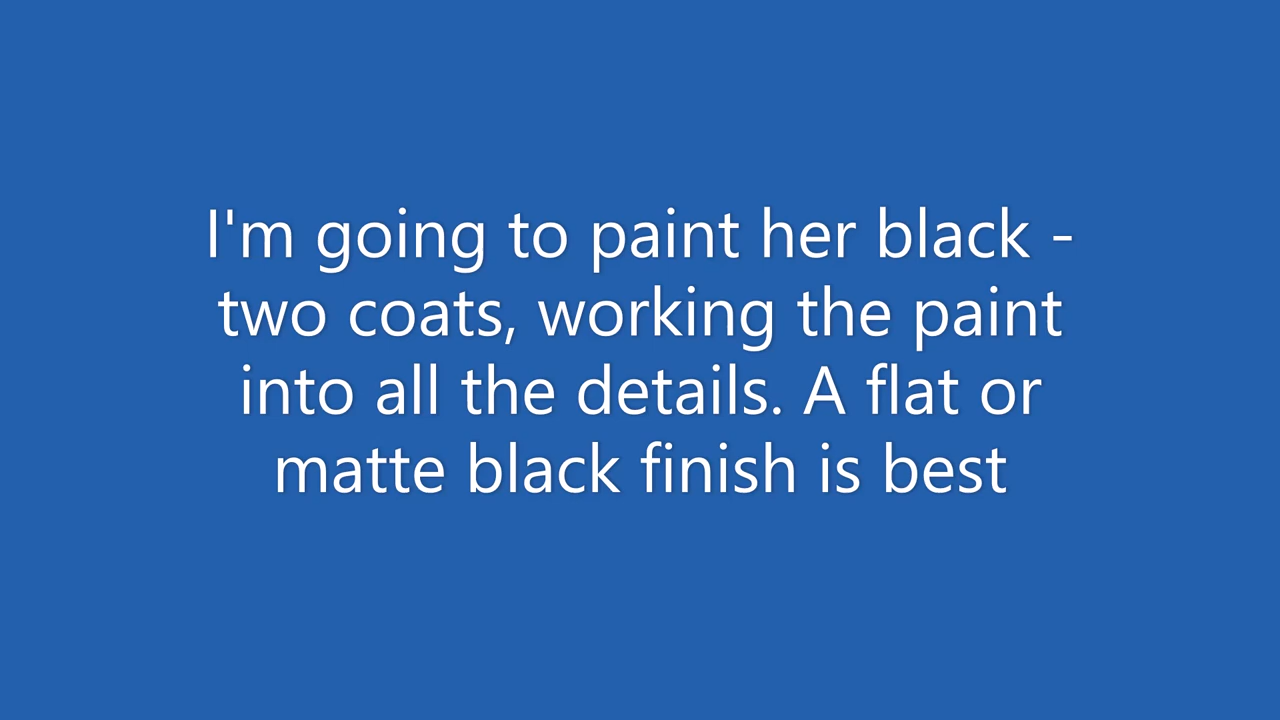 I'm going to paint her black -
two coats, working the paint
into all the details. A flat or
matte black finish is best